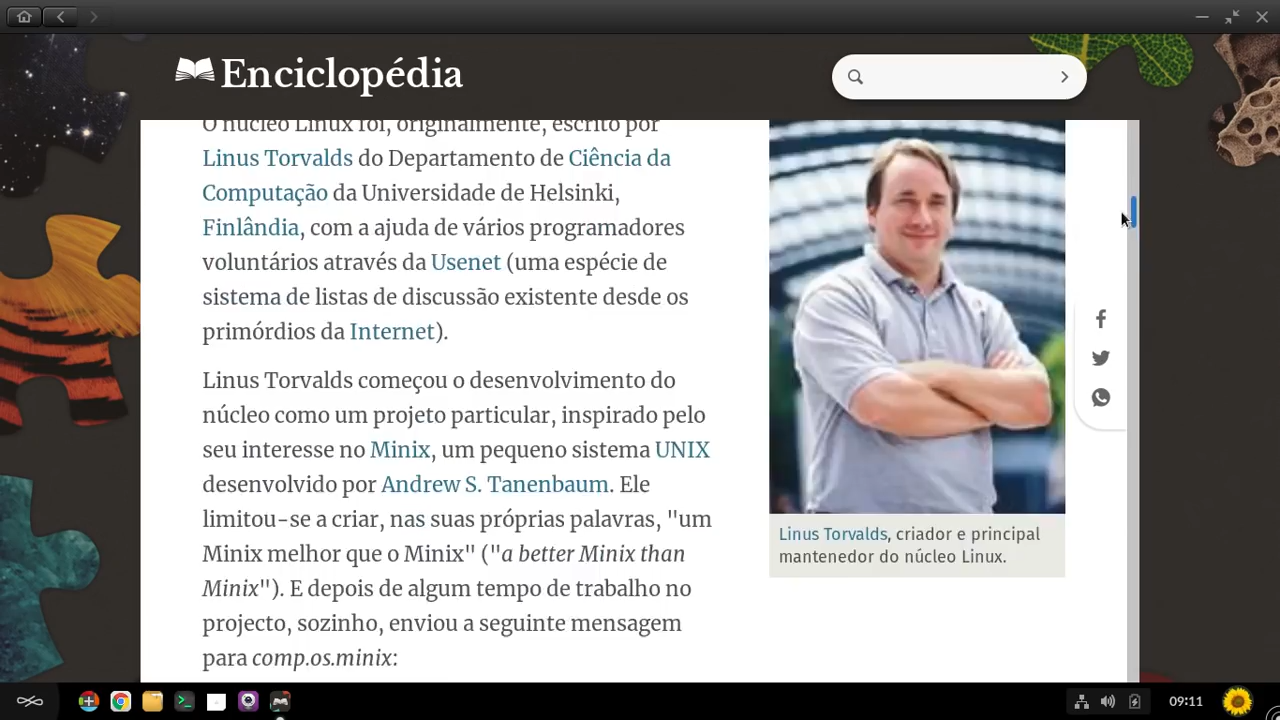 Enciclopédia
O núcleo Linux foi, originalmente, escrito por
Linus Torvalds do Departamento de Ciência da
Computação da Universidade de Helsinki,
Finlândia, com a ajuda de vários programadores
voluntários através da Usenet (uma espécie de
sistema de listas de discussão existente desde os
primórdios da Internet).
Linus Torvalds começou o desenvolvimento do
núcleo como um projeto particular, inspirado pelo
seu interesse no Minix, um pequeno sistema UNIX
desenvolvido por Andrew S. Tanenbaum. Ele
limitou-se a criar, nas suas próprias palavras, "um
Minix melhor que o Minix" ("a better Minix than
Minix"). E depois de algum tempo de trabalho no
projecto, sozinho, enviou a seguinte mensagem
para comp.os.minix:
Linus Torvalds, criador e principal
mantenedor do núcleo Linux.
09:11